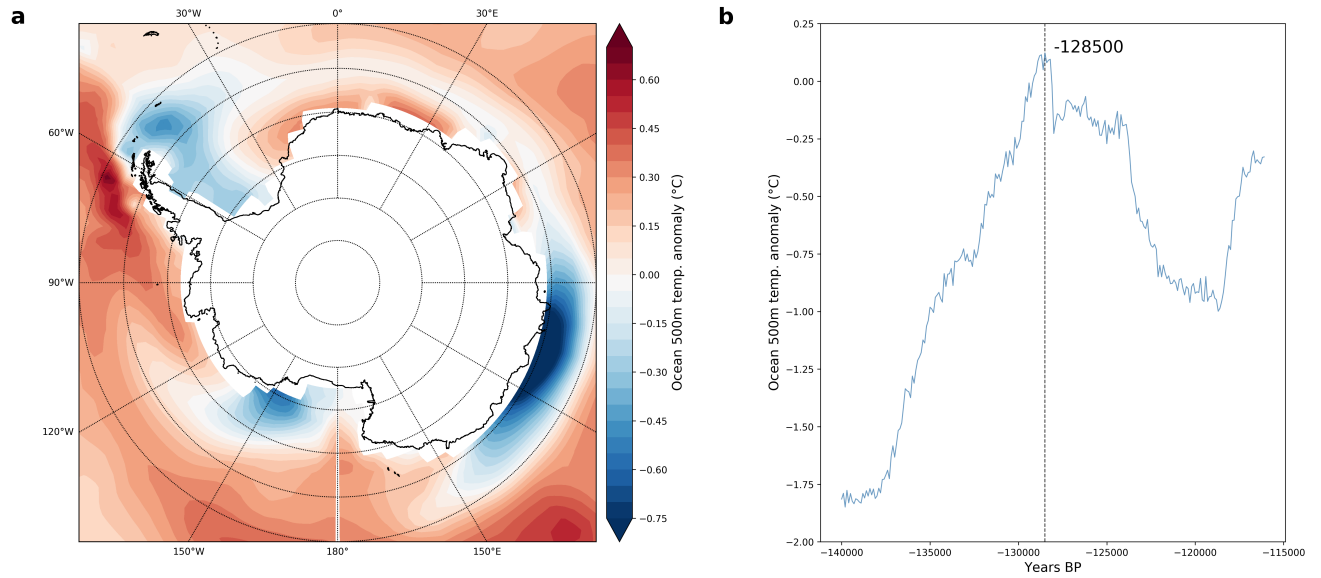 a
30°W
0°
30°E
60°W
90°W
120°W
150°W
180°
150°E
0.60
0.45
0.30
0.15
0.00
−0.15
−0.30
−0.45
−0.60
−0.75
Ocean 500m temp. anomaly (°C)
b
-128500
0.25
0.00
−0.25
−0.50
−0.75
−1.00
−1.25
−1.50
−1.75
−2.00
Ocean 500m temp. anomaly (°C)
−140000
−135000
−130000
−125000
−120000
−115000
Years BP